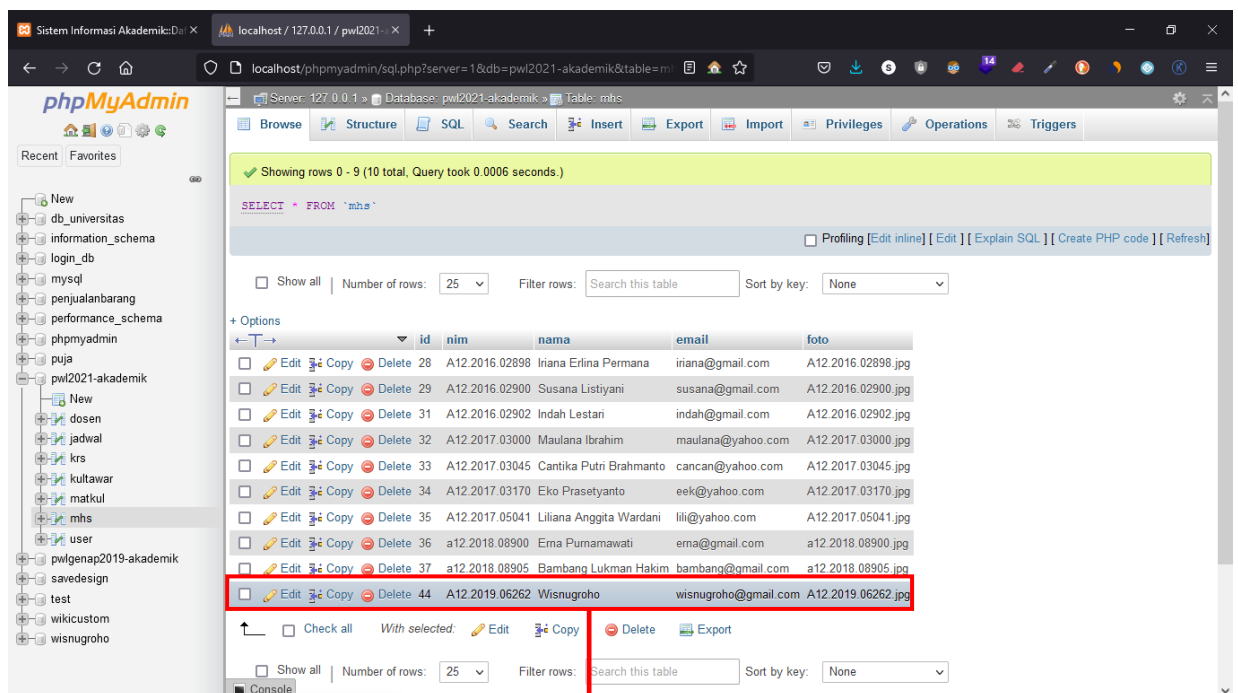 Sistem Informasi Akademik::Daf
localhost / 127.0.0.1 / pwl2021-a
localhost/phpmyadmin/sql.php?server=1&db=pwl2021-akademik&table=m
14
phpMyAdmin
Recent Favorites
New
db_universitas
information_schema
login_db
mysql
penjualanbarang
performance_schema
phpmyadmin
puja
pwl2021-akademik
New
dosen
jadwal
krs
kultawar
matkul
mhs
user
pwlgenap2019-akademik
savedesign
test
wikicustom
wisnugroho
Server: 127.0.0.1 » Database: pwl2021-akademik » Table: mhs
Browse Structure SQL Search Insert Export Import Privileges Operations Triggers
Showing rows 0 - 9 (10 total, Query took 0.0006 seconds.)
SELECT * FROM `mhs`
Profiling [Edit inline] [ Edit ] [ Explain SQL ] [ Create PHP code ] [ Refresh]
Show all | Number of rows: 25 Filter rows: Search this table Sort by key: None
+ Options
←T→ id nim nama email foto
Edit Copy Delete 28 A12.2016.02898 Iriana Erlina Permana iriana@gmail.com A12.2016.02898.jpg
Edit Copy Delete 29 A12.2016.02900 Susana Listiyani susana@gmail.com A12.2016.02900.jpg
Edit Copy Delete 31 A12.2016.02902 Indah Lestari indah@gmail.com A12.2016.02902.jpg
Edit Copy Delete 32 A12.2017.03000 Maulana Ibrahim maulana@yahoo.com A12.2017.03000.jpg
Edit Copy Delete 33 A12.2017.03045 Cantika Putri Brahmanto cancan@yahoo.com A12.2017.03045.jpg
Edit Copy Delete 34 A12.2017.03170 Eko Prasetyanto eek@yahoo.com A12.2017.03170.jpg
Edit Copy Delete 35 A12.2017.05041 Liliana Anggita Wardani lili@yahoo.com A12.2017.05041.jpg
Edit Copy Delete 36 a12.2018.08900 Erna Purnamawati erna@gmail.com a12.2018.08900.jpg
Edit Copy Delete 37 a12.2018.08905 Bambang Lukman Hakim bambang@gmail.com a12.2018.08905.jpg
Edit Copy Delete 44 A12.2019.06262 Wisnugroho wisnugroho@gmail.com A12.2019.06262.jpg
Check all With selected: Edit Copy Delete Export
Show all | Number of rows: 25 Filter rows: Search this table Sort by key: None
Console